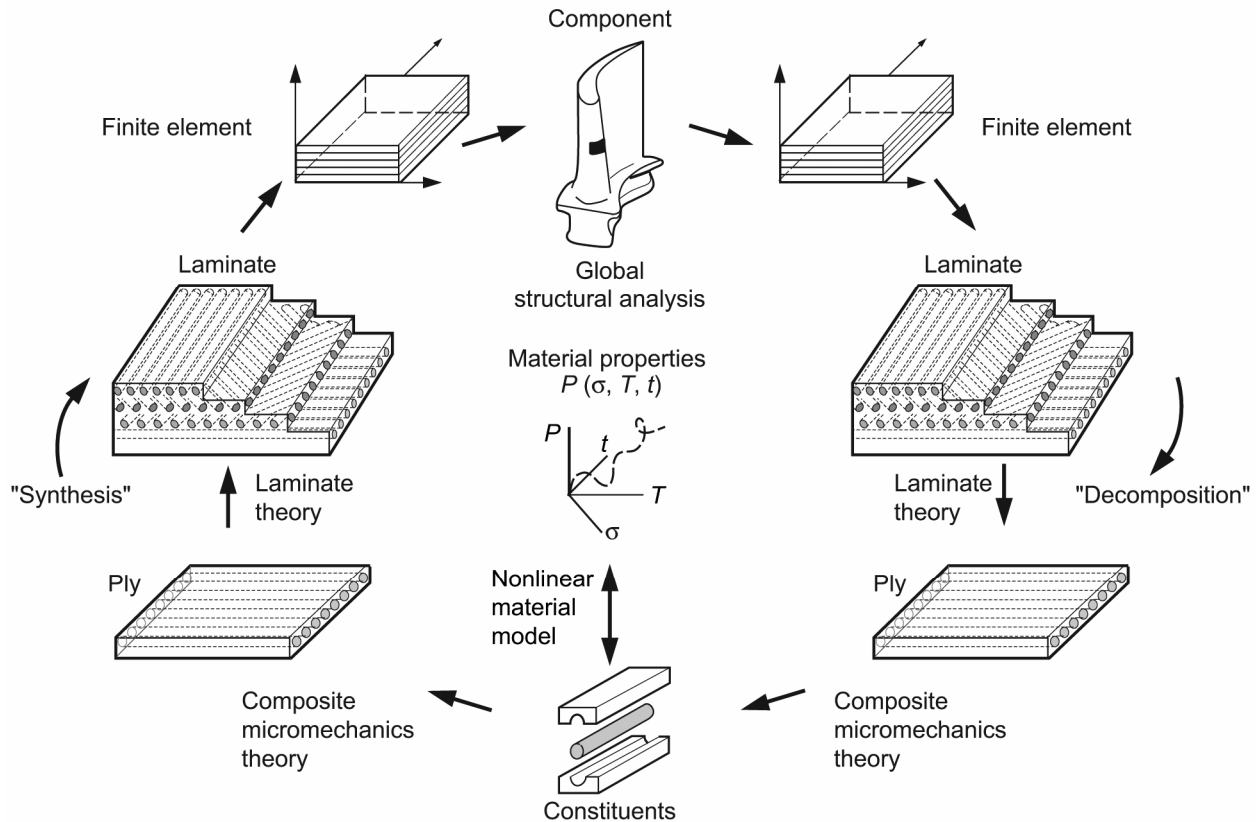 Component
Finite element
Finite element
Laminate
Global
structural analysis
Laminate
Material properties
P (σ, T, t)
P
t
T
σ
"Synthesis"
Laminate
theory
Laminate
theory
"Decomposition"
Ply
Nonlinear
material
model
Ply
Composite
micromechanics
theory
Composite
micromechanics
theory
Constituents